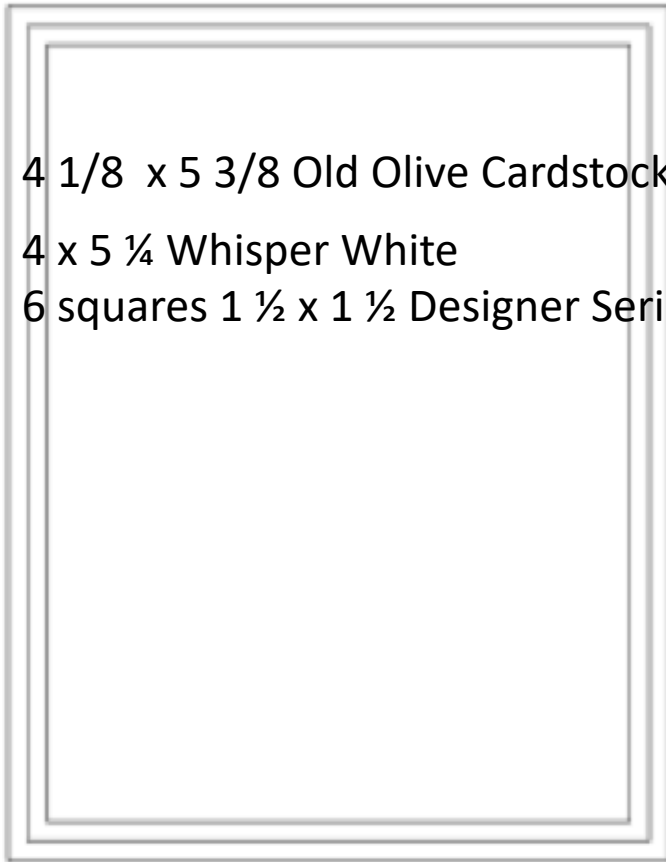 4 1/8  x 5 3/8 Old Olive Cardstock
4 x 5 ¼ Whisper White
6 squares 1 ½ x 1 ½ Designer Seri